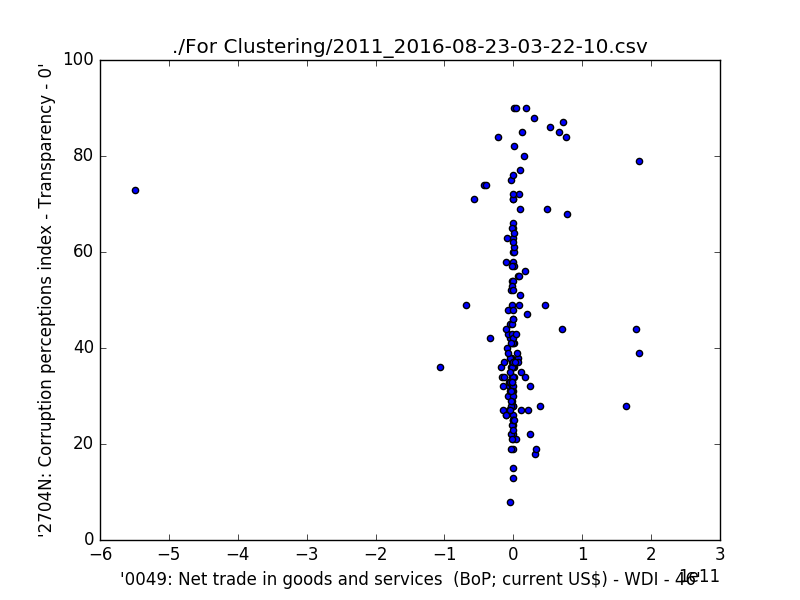 ./For Clustering/2011_2016-08-23-03-22-10.csv
'2704N: Corruption perceptions index - Transparency - 0'
100
80
60
40
20
0
−6 −5 −4 −3 −2 −1 0 1 2 3
1e11
'0049: Net trade in goods and services  (BoP; current US$) - WDI - 46'